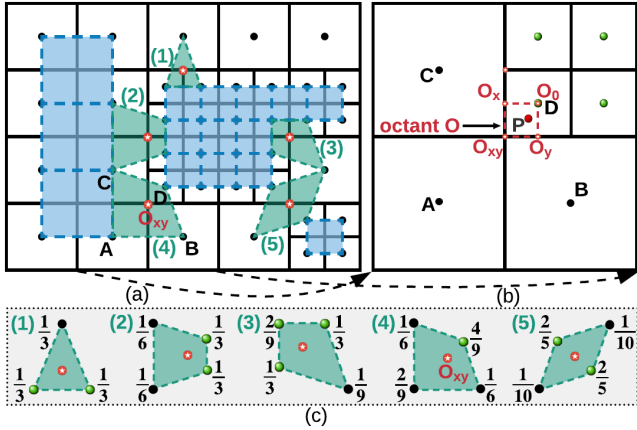 (1)
(2)
(3)
C
D
O_xy
A
(4)
B
(5)
(a)
C
O_x
O_0
D
octant O
P
O_xy
O_y
A
B
(b)
(1) 1/3 1/3 1/3
(2) 1/6 1/3 1/6 1/3
(3) 2/9 1/3 1/3 1/9
(4) 1/6 4/9 2/9 1/6 O_xy
(5) 2/5 1/10 1/10 2/5
(c)